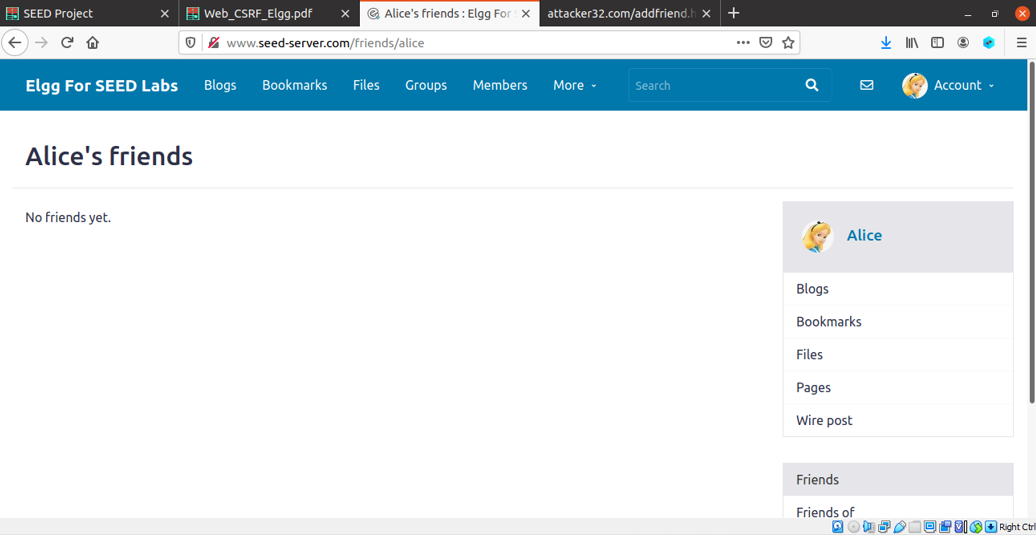 SEED Project
Web_CSRF_Elgg.pdf
Alice's friends : Elgg For S
attacker32.com/addfriend.h
www.seed-server.com/friends/alice
Elgg For SEED Labs Blogs Bookmarks Files Groups Members More Search Account
Alice's friends
No friends yet.
Alice
Blogs
Bookmarks
Files
Pages
Wire post
Friends
Friends of
Right Ctrl